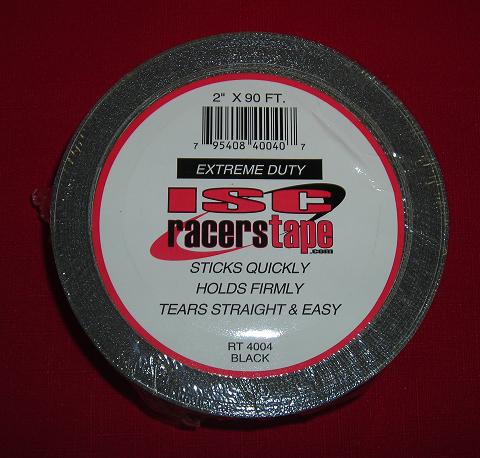 2" X 90 FT.
7 95408 40040 7
EXTREME DUTY
ISC
racerstape
.com
STICKS QUICKLY
HOLDS FIRMLY
TEARS STRAIGHT & EASY
RT 4004
BLACK